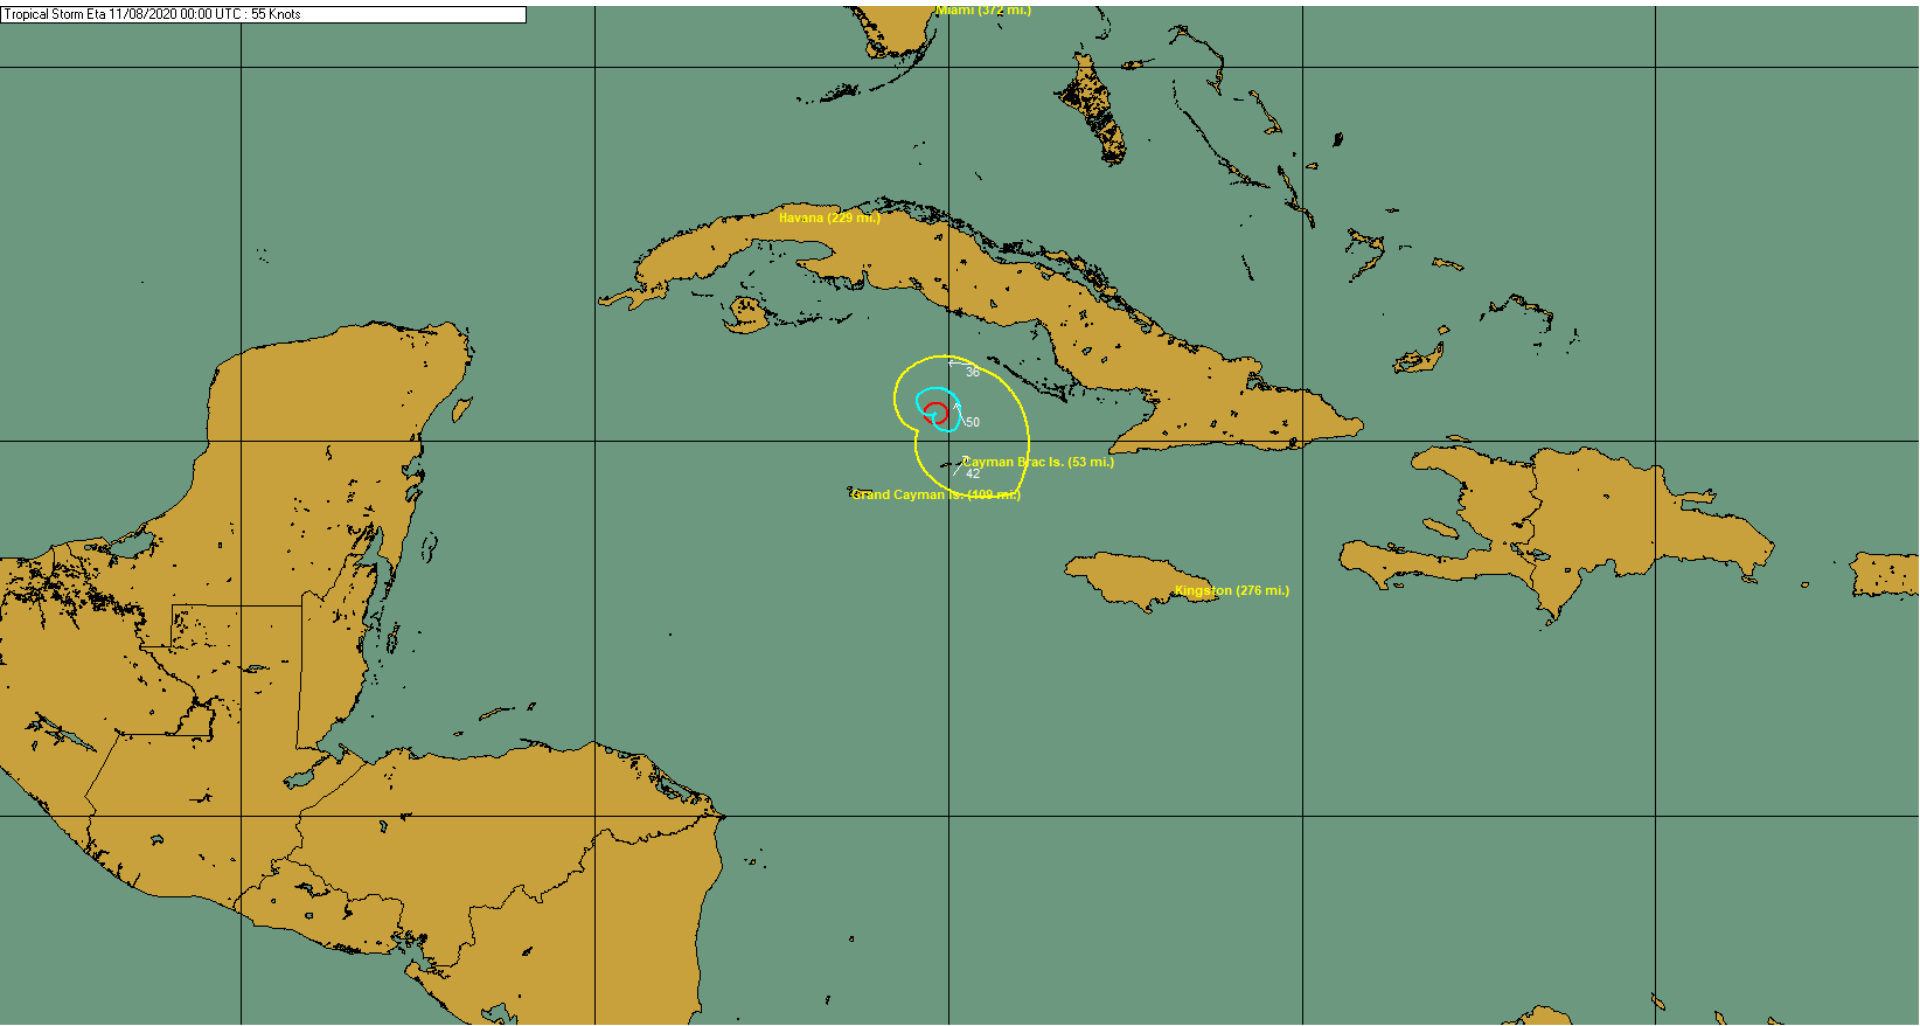 Tropical Storm Eta 11/08/2020 00:00 UTC : 55 Knots
Miami (372 mi.)
Havana (229 mi.)
36
50
Cayman Brac Is. (53 mi.)
42
Grand Cayman Is. (109 mi.)
Kingston (276 mi.)